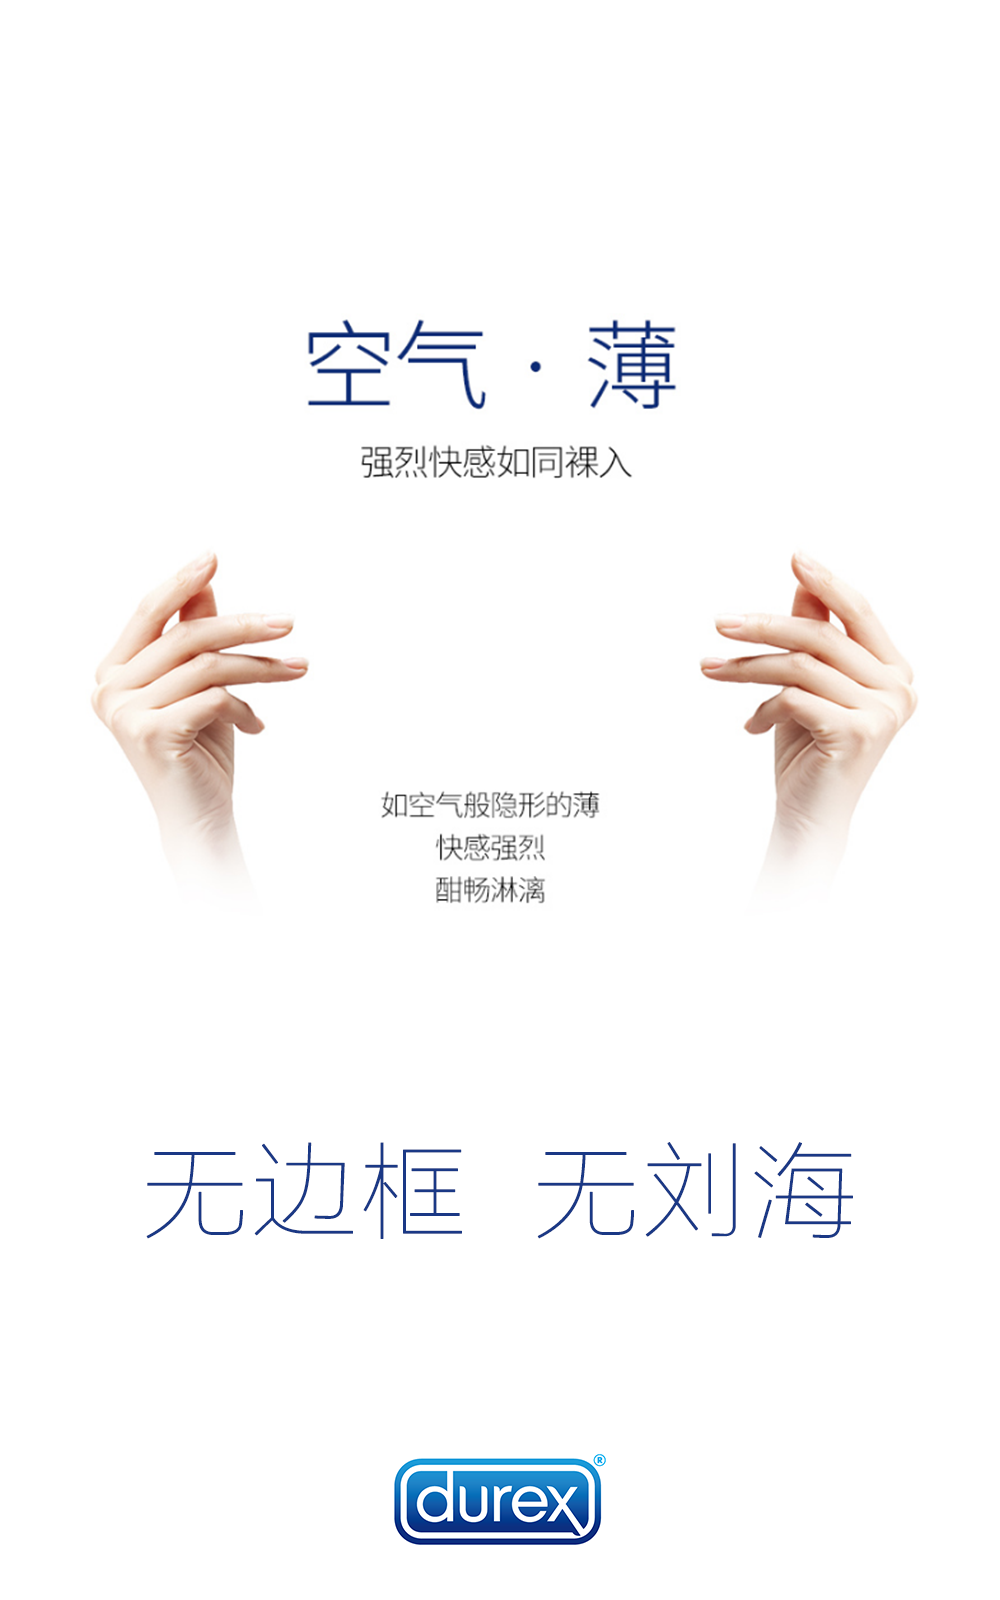 空气·薄
强烈快感如同裸入
如空气般隐形的薄
快感强烈
酣畅淋漓
无边框 无刘海
durex®